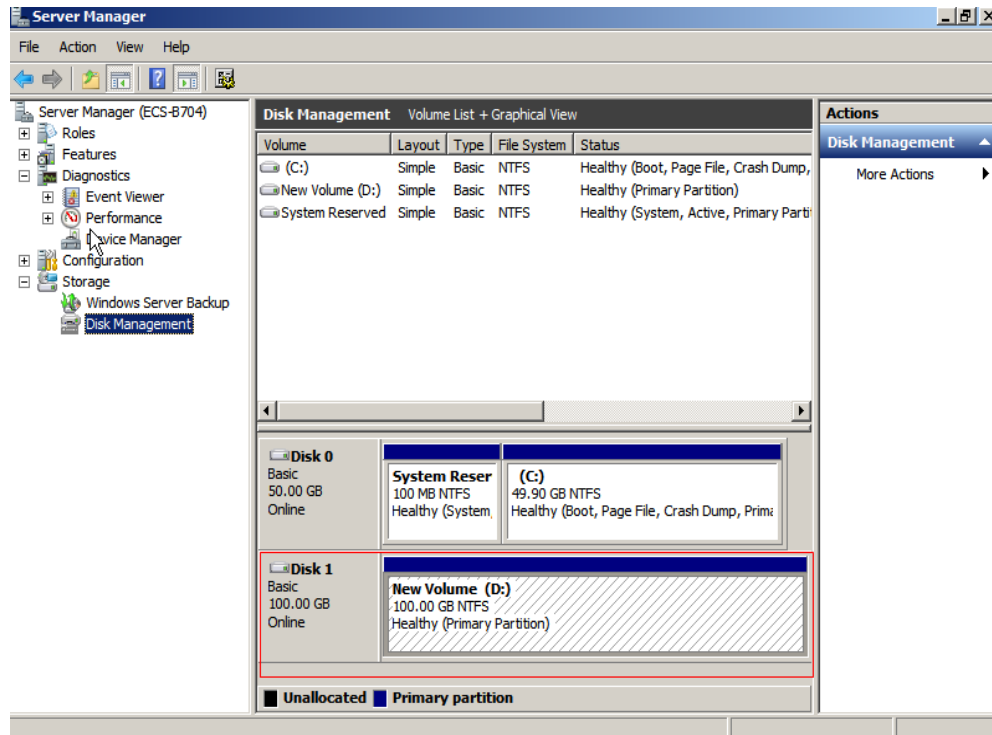 Server Manager
File Action View Help
Server Manager (ECS-B704)
Roles
Features
Diagnostics
Event Viewer
Performance
Device Manager
Configuration
Storage
Windows Server Backup
Disk Management
Disk Management Volume List + Graphical View
Volume Layout Type File System Status
(C:) Simple Basic NTFS Healthy (Boot, Page File, Crash Dump,
New Volume (D:) Simple Basic NTFS Healthy (Primary Partition)
System Reserved Simple Basic NTFS Healthy (System, Active, Primary Parti
Disk 0
Basic
50.00 GB
Online
System Reser
100 MB NTFS
Healthy (System,
(C:)
49.90 GB NTFS
Healthy (Boot, Page File, Crash Dump, Prima
Disk 1
Basic
100.00 GB
Online
New Volume (D:)
100.00 GB NTFS
Healthy (Primary Partition)
Unallocated Primary partition
Actions
Disk Management
More Actions